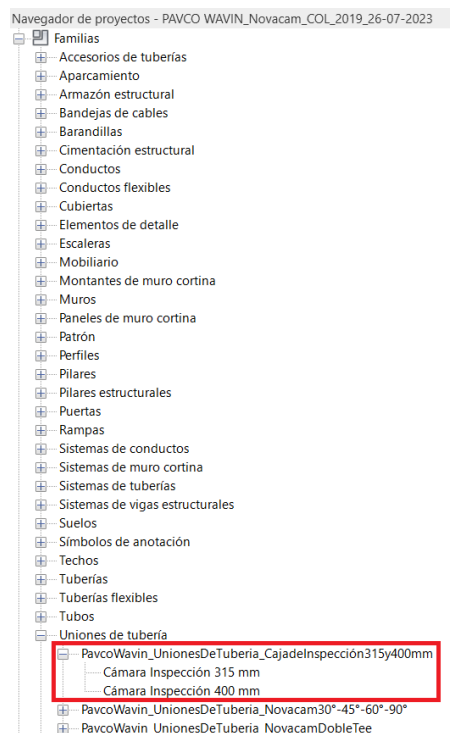 Navegador de proyectos - PAVCO WAVIN_Novacam_COL_2019_26-07-2023
Familias
Accesorios de tuberías
Aparcamiento
Armazón estructural
Bandejas de cables
Barandillas
Cimentación estructural
Conductos
Conductos flexibles
Cubiertas
Elementos de detalle
Escaleras
Mobiliario
Montantes de muro cortina
Muros
Paneles de muro cortina
Patrón
Perfiles
Pilares
Pilares estructurales
Puertas
Rampas
Sistemas de conductos
Sistemas de muro cortina
Sistemas de tuberías
Sistemas de vigas estructurales
Suelos
Símbolos de anotación
Techos
Tuberías
Tuberías flexibles
Tubos
Uniones de tubería
PavcoWavin_UnionesDeTuberia_CajadeInspección315y400mm
Cámara Inspección 315 mm
Cámara Inspección 400 mm
PavcoWavin_UnionesDeTuberia_Novacam30°-45°-60°-90°
PavcoWavin_UnionesDeTuberia_NovacamDobleTee